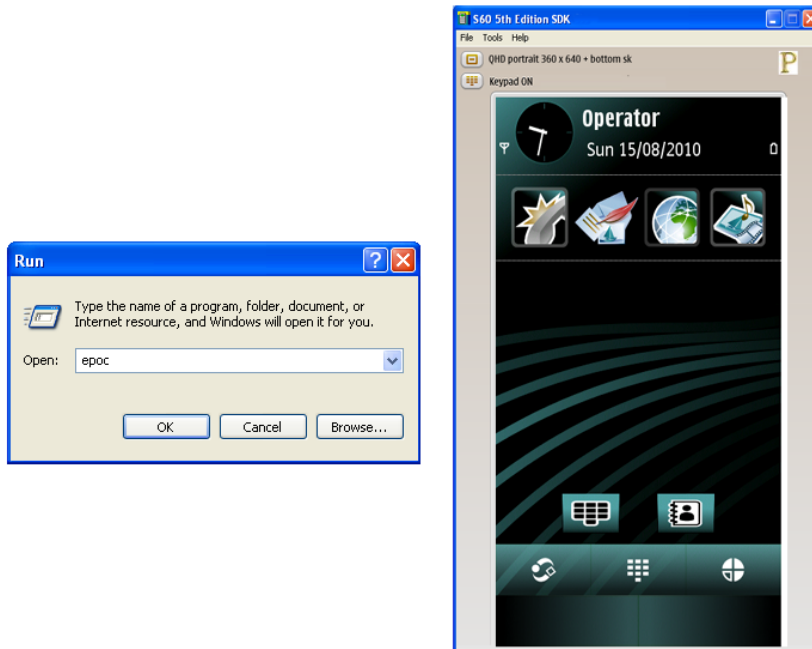 Run
Type the name of a program, folder, document, or
Internet resource, and Windows will open it for you.
Open: epoc
OK Cancel Browse...
S60 5th Edition SDK
File Tools Help
QHD portrait 360 x 640 + bottom sk
P
Keypad ON
Operator
Sun 15/08/2010